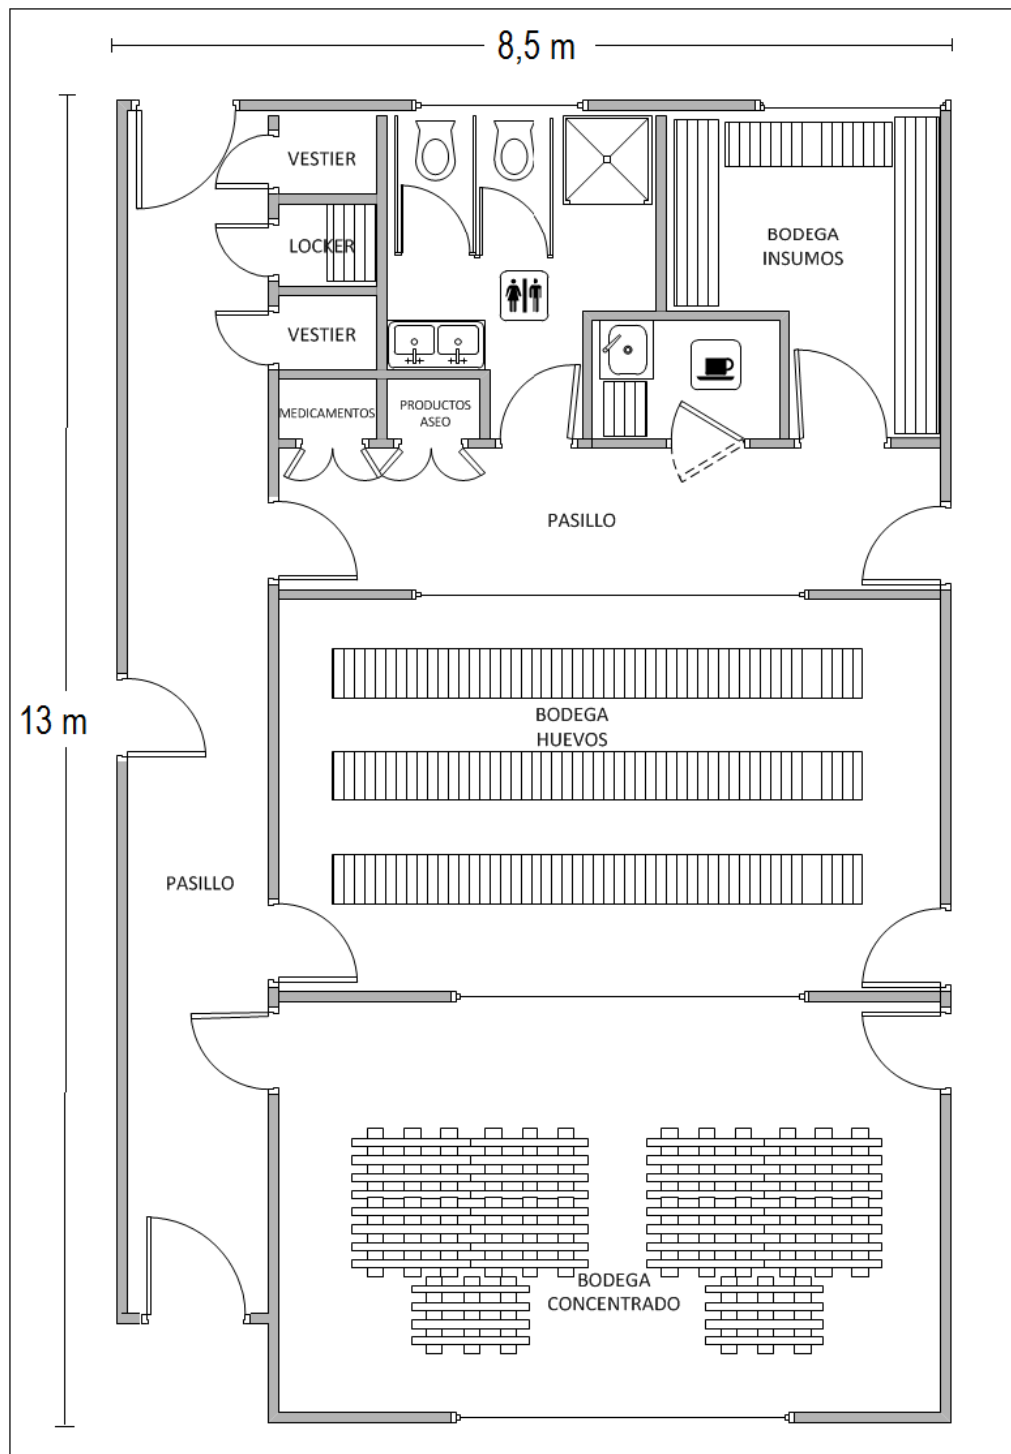 8,5 m
VESTIER
LOCKER
BODEGA
INSUMOS
VESTIER
MEDICAMENTOS
PRODUCTOS
ASEO
PASILLO
13 m
BODEGA
HUEVOS
PASILLO
BODEGA
CONCENTRADO